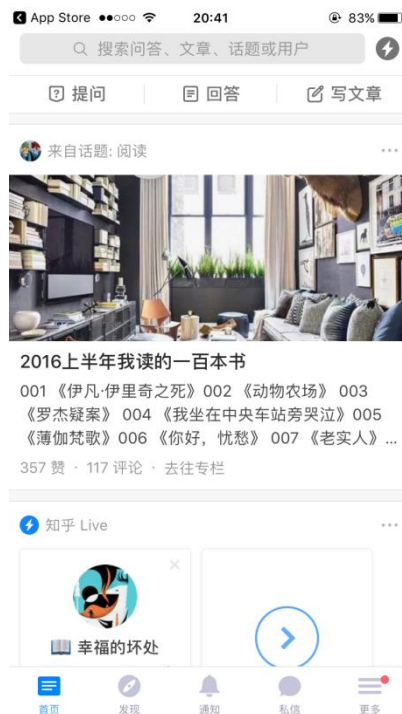 App Store 20:41 83%
搜索问答、文章、话题或用户
提问 回答 写文章
来自话题: 阅读
2016上半年我读的一百本书
001 《伊凡·伊里奇之死》002 《动物农场》 003
《罗杰疑案》 004 《我坐在中央车站旁哭泣》005
《薄伽梵歌》006 《你好，忧愁》 007 《老实人》...
357 赞 · 117 评论 · 去往专栏
知乎 Live
幸福的坏处
首页 发现 通知 私信 更多